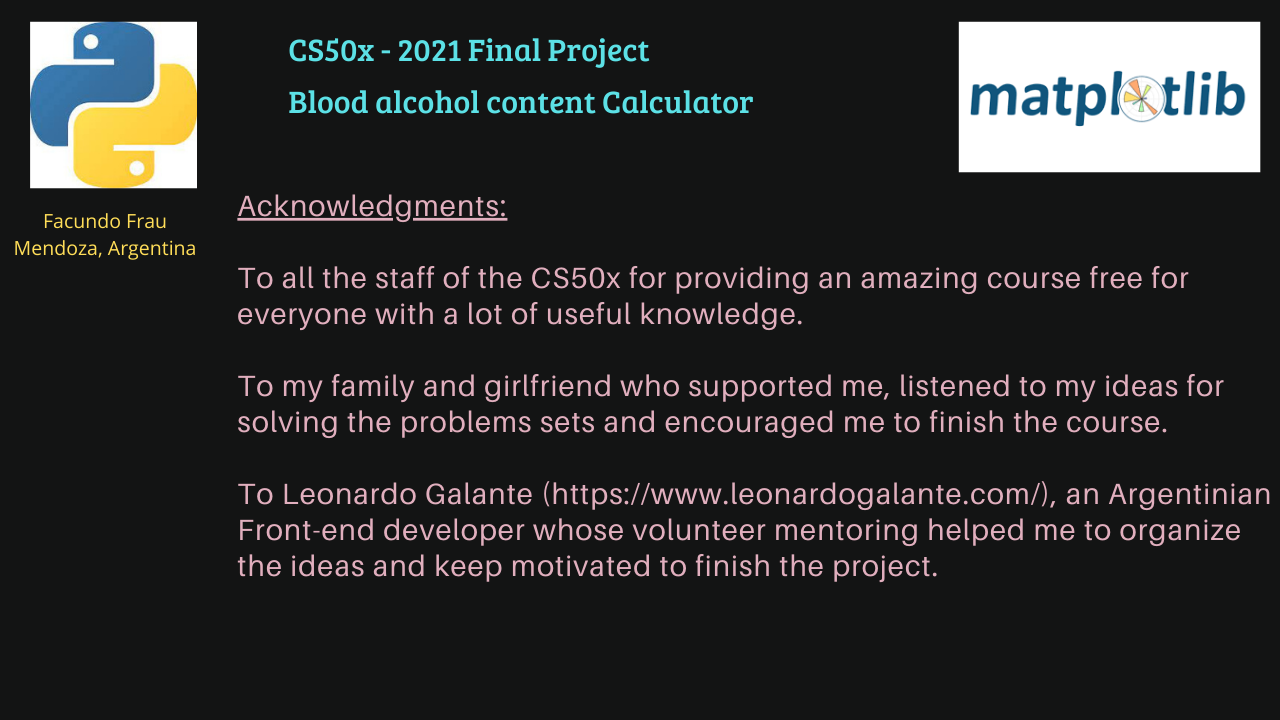 CS50x - 2021 Final Project
Blood alcohol content Calculator
matplotlib
Facundo Frau
Mendoza, Argentina
Acknowledgments:
To all the staff of the CS50x for providing an amazing course free for
everyone with a lot of useful knowledge.
To my family and girlfriend who supported me, listened to my ideas for
solving the problems sets and encouraged me to finish the course.
To Leonardo Galante (https://www.leonardogalante.com/), an Argentinian
Front-end developer whose volunteer mentoring helped me to organize
the ideas and keep motivated to finish the project.